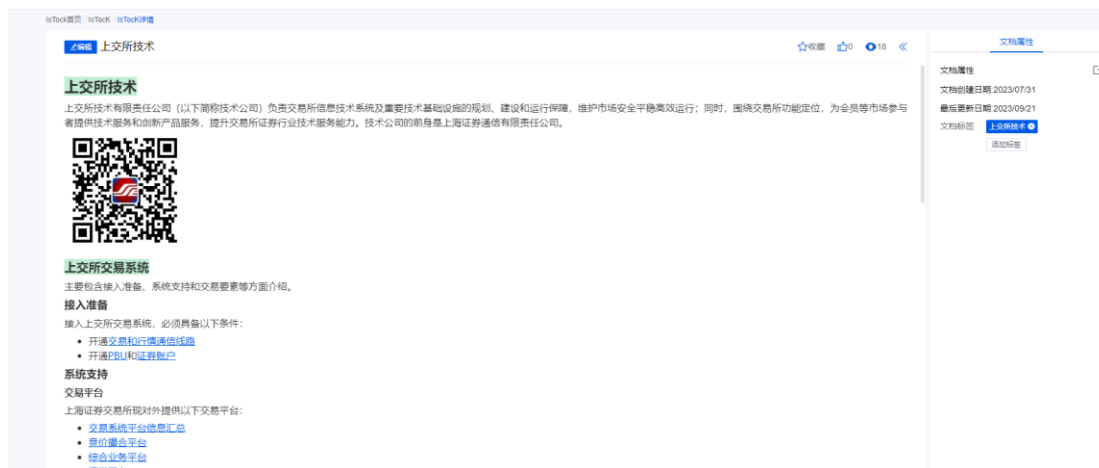 IsTock首页 / IsTocK / IsTocK详情
编辑 上交所技术
收藏 0 18
上交所技术
上交所技术有限责任公司（以下简称技术公司）负责交易所信息技术系统及重要技术基础设施的规划、建设和运行保障，维护市场安全平稳高效运行；同时，围绕交易所功能定位，为会员等市场参与
者提供技术服务和创新产品服务，提升交易所证券行业技术服务能力。技术公司的前身是上海证券通信有限责任公司。
上交所交易系统
主要包含接入准备、系统支持和交易要素等方面介绍。
接入准备
接入上交所交易系统，必须具备以下条件：
• 开通交易和行情通信线路
• 开通PBU和证券账户
系统支持
交易平台
上海证券交易所现对外提供以下交易平台：
• 交易系统平台信息汇总
• 竞价撮合平台
• 综合业务平台
文档属性
文档属性
文档创建日期:2023/07/31
最后更新日期:2023/09/21
文档标签 上交所技术
添加标签